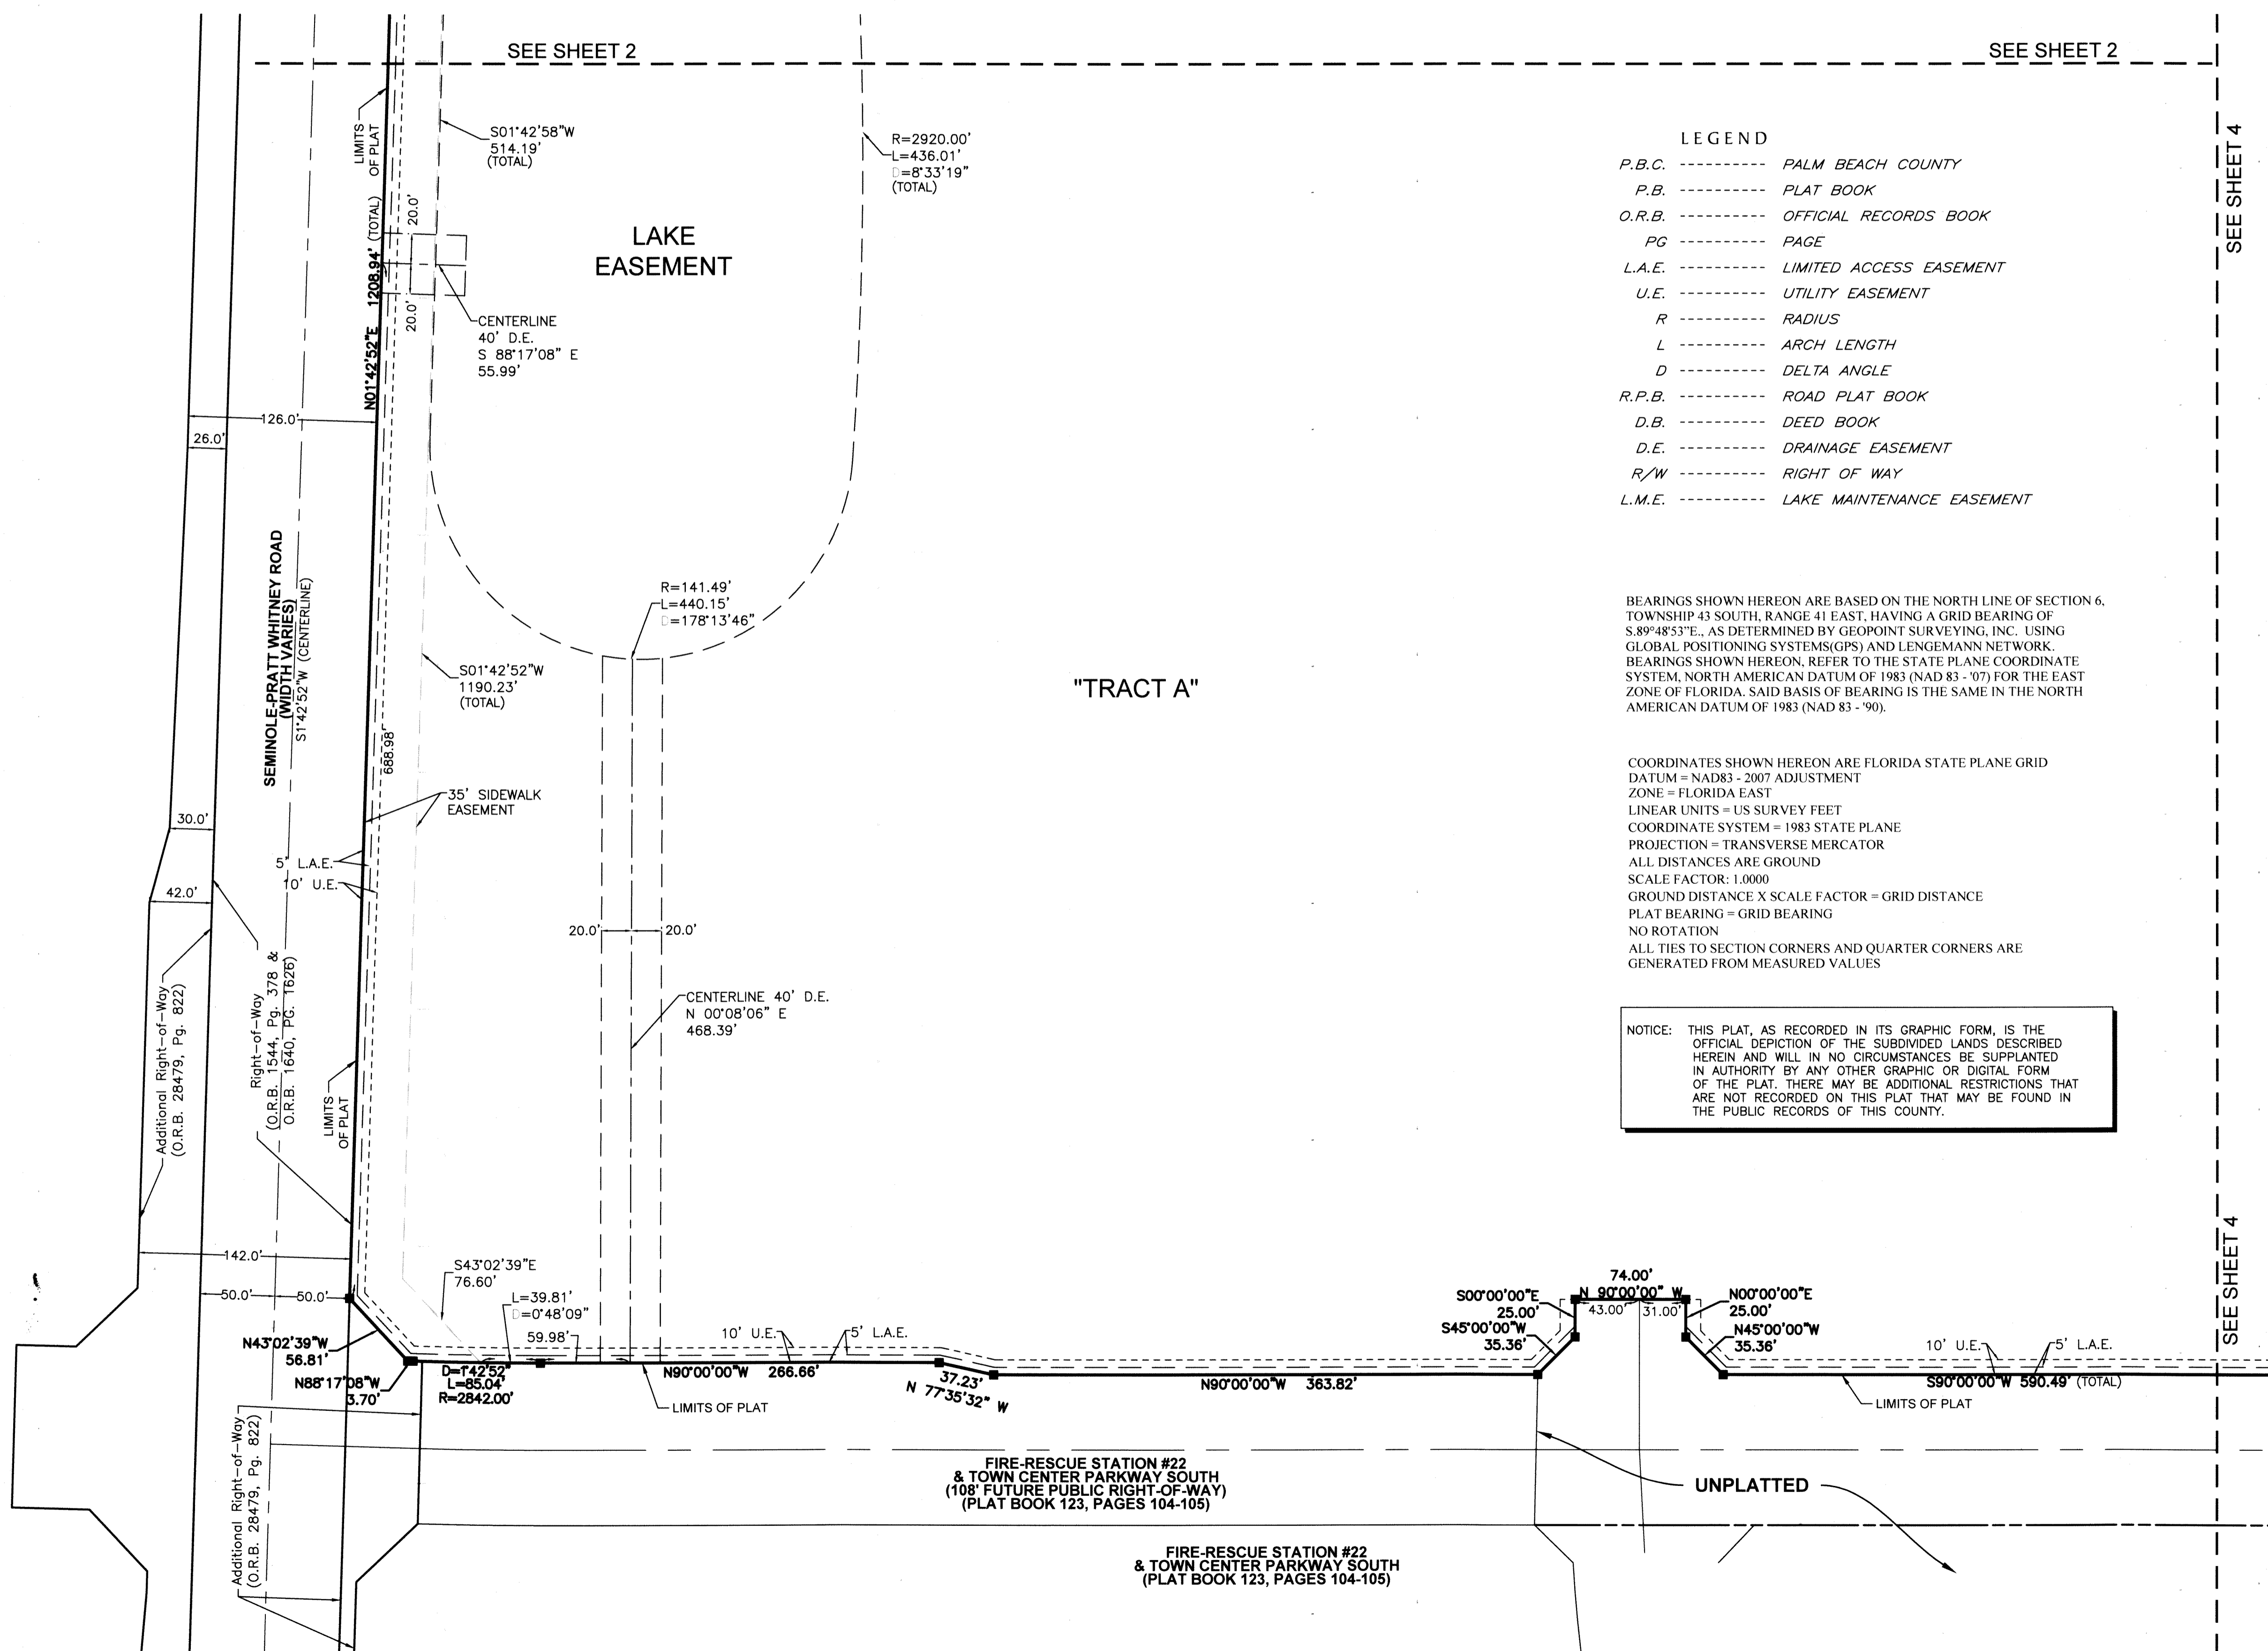 SEE SHEET 2
SEE SHEET 2
SEE SHEET 4
LIMITS
OF PLAT
S01°42'58"W
514.19'
(TOTAL)
R=2920.00'
L=436.01'
D=8°33'19"
(TOTAL)
LAKE
EASEMENT
20.0'
20.0'
N01°42'52"E 1208.94' (TOTAL)
CENTERLINE
40' D.E.
S 88°17'08" E
55.99'
126.0'
26.0'
LEGEND
P.B.C. ---------- PALM BEACH COUNTY
P.B. ---------- PLAT BOOK
O.R.B. ---------- OFFICIAL RECORDS BOOK
PG ---------- PAGE
L.A.E. ---------- LIMITED ACCESS EASEMENT
U.E. ---------- UTILITY EASEMENT
R ---------- RADIUS
L ---------- ARCH LENGTH
D ---------- DELTA ANGLE
R.P.B. ---------- ROAD PLAT BOOK
D.B. ---------- DEED BOOK
D.E. ---------- DRAINAGE EASEMENT
R/W ---------- RIGHT OF WAY
L.M.E. ---------- LAKE MAINTENANCE EASEMENT
SEMINOLE-PRATT WHITNEY ROAD
(WIDTH VARIES)
S1°42'52"W (CENTERLINE)
R=141.49'
L=440.15'
D=178°13'46"
S01°42'52"W
1190.23'
(TOTAL)
688.98'
"TRACT A"
35' SIDEWALK
EASEMENT
30.0'
5' L.A.E.
10' U.E.
42.0'
20.0'
20.0'
CENTERLINE 40' D.E.
N 00°08'06" E
468.39'
BEARINGS SHOWN HEREON ARE BASED ON THE NORTH LINE OF SECTION 6,
TOWNSHIP 43 SOUTH, RANGE 41 EAST, HAVING A GRID BEARING OF
S.89°48'53"E., AS DETERMINED BY GEOPOINT SURVEYING, INC. USING
GLOBAL POSITIONING SYSTEMS(GPS) AND LENGEMANN NETWORK.
BEARINGS SHOWN HEREON, REFER TO THE STATE PLANE COORDINATE
SYSTEM, NORTH AMERICAN DATUM OF 1983 (NAD 83 - '07) FOR THE EAST
ZONE OF FLORIDA. SAID BASIS OF BEARING IS THE SAME IN THE NORTH
AMERICAN DATUM OF 1983 (NAD 83 - '90).
COORDINATES SHOWN HEREON ARE FLORIDA STATE PLANE GRID
DATUM = NAD83 - 2007 ADJUSTMENT
ZONE = FLORIDA EAST
LINEAR UNITS = US SURVEY FEET
COORDINATE SYSTEM = 1983 STATE PLANE
PROJECTION = TRANSVERSE MERCATOR
ALL DISTANCES ARE GROUND
SCALE FACTOR: 1.0000
GROUND DISTANCE X SCALE FACTOR = GRID DISTANCE
PLAT BEARING = GRID BEARING
NO ROTATION
ALL TIES TO SECTION CORNERS AND QUARTER CORNERS ARE
GENERATED FROM MEASURED VALUES
NOTICE: THIS PLAT, AS RECORDED IN ITS GRAPHIC FORM, IS THE
OFFICIAL DEPICTION OF THE SUBDIVIDED LANDS DESCRIBED
HEREIN AND WILL IN NO CIRCUMSTANCES BE SUPPLANTED
IN AUTHORITY BY ANY OTHER GRAPHIC OR DIGITAL FORM
OF THE PLAT. THERE MAY BE ADDITIONAL RESTRICTIONS THAT
ARE NOT RECORDED ON THIS PLAT THAT MAY BE FOUND IN
THE PUBLIC RECORDS OF THIS COUNTY.
Additional Right-of-Way
(O.R.B. 28479, Pg. 822)
Right-of-Way
(O.R.B. 1544, Pg. 378 &
O.R.B. 1640, PG. 1626)
LIMITS
OF PLAT
142.0'
50.0'
50.0'
S43°02'39"E
76.60'
L=39.81'
D=0°48'09"
59.98'
10' U.E.
5' L.A.E.
N43°02'39"W
56.81'
N88°17'08"W
3.70'
D=1°42'52"
L=85.04'
R=2842.00'
N90°00'00"W 266.66'
LIMITS OF PLAT
37.23'
N 77°35'32" W
N90°00'00"W 363.82'
74.00'
N 90°00'00" W
43.00'
31.00'
S00°00'00"E
25.00'
S45°00'00"W
35.36'
N00°00'00"E
25.00'
N45°00'00"W
35.36'
10' U.E.
5' L.A.E.
S90°00'00"W 590.49' (TOTAL)
LIMITS OF PLAT
SEE SHEET 4
Additional Right-of-Way
(O.R.B. 28479, Pg. 822)
FIRE-RESCUE STATION #22
& TOWN CENTER PARKWAY SOUTH
(108' FUTURE PUBLIC RIGHT-OF-WAY)
(PLAT BOOK 123, PAGES 104-105)
UNPLATTED
FIRE-RESCUE STATION #22
& TOWN CENTER PARKWAY SOUTH
(PLAT BOOK 123, PAGES 104-105)